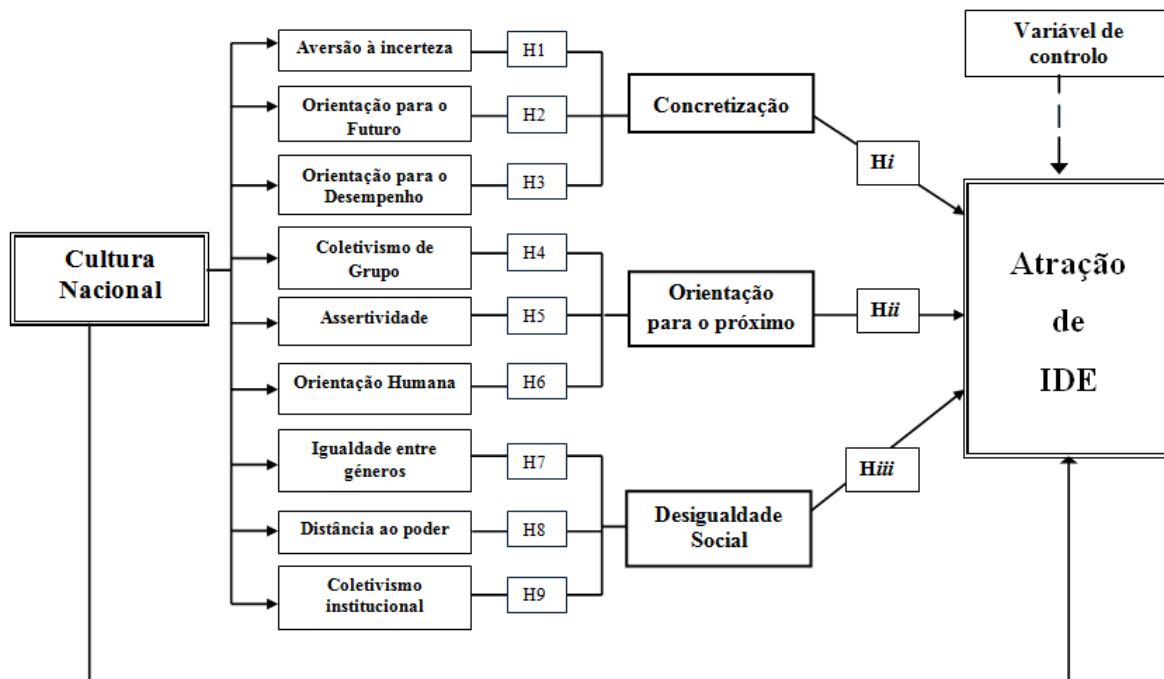 Variável de
controlo
Aversão à incerteza
H1
Orientação para o
Futuro
H2
Orientação para o
Desempenho
H3
Concretização
Hi
Cultura
Nacional
Coletivismo de
Grupo
H4
Assertividade
H5
Orientação Humana
H6
Orientação
para o próximo
Hii
Atração
de
IDE
Igualdade entre
géneros
H7
Distância ao poder
H8
Coletivismo
institucional
H9
Desigualdade
Social
Hiii